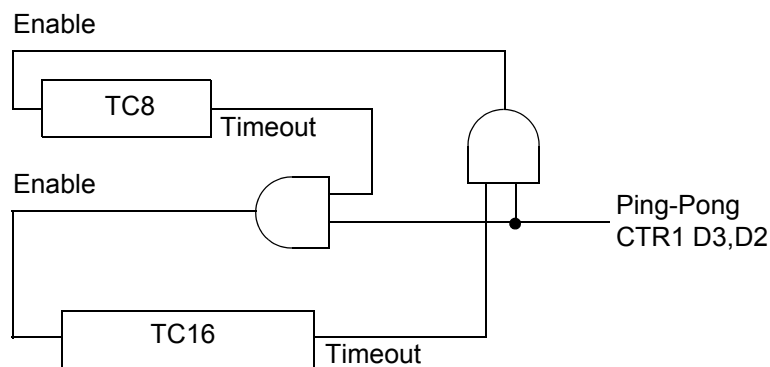 Enable
TC8
Timeout
Enable
Ping-Pong
CTR1 D3,D2
TC16
Timeout